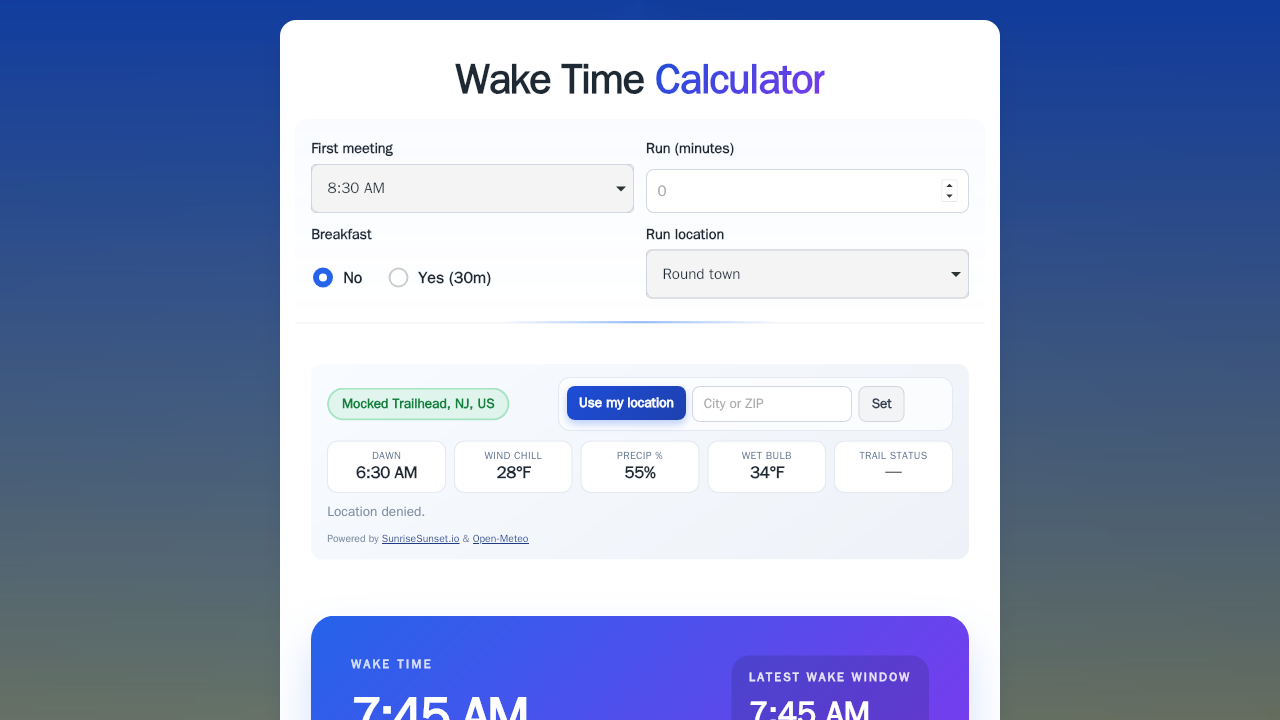 Wake Time Calculator
First meeting
8:30 AM
Run (minutes)
0
Breakfast
No
Yes (30m)
Run location
Round town
Mocked Trailhead, NJ, US
Use my location
City or ZIP
Set
DAWN
6:30 AM
WIND CHILL
28°F
PRECIP %
55%
WET BULB
34°F
TRAIL STATUS
—
Location denied.
Powered by SunriseSunset.io & Open-Meteo
WAKE TIME
7:45 AM
LATEST WAKE WINDOW
7:45 AM